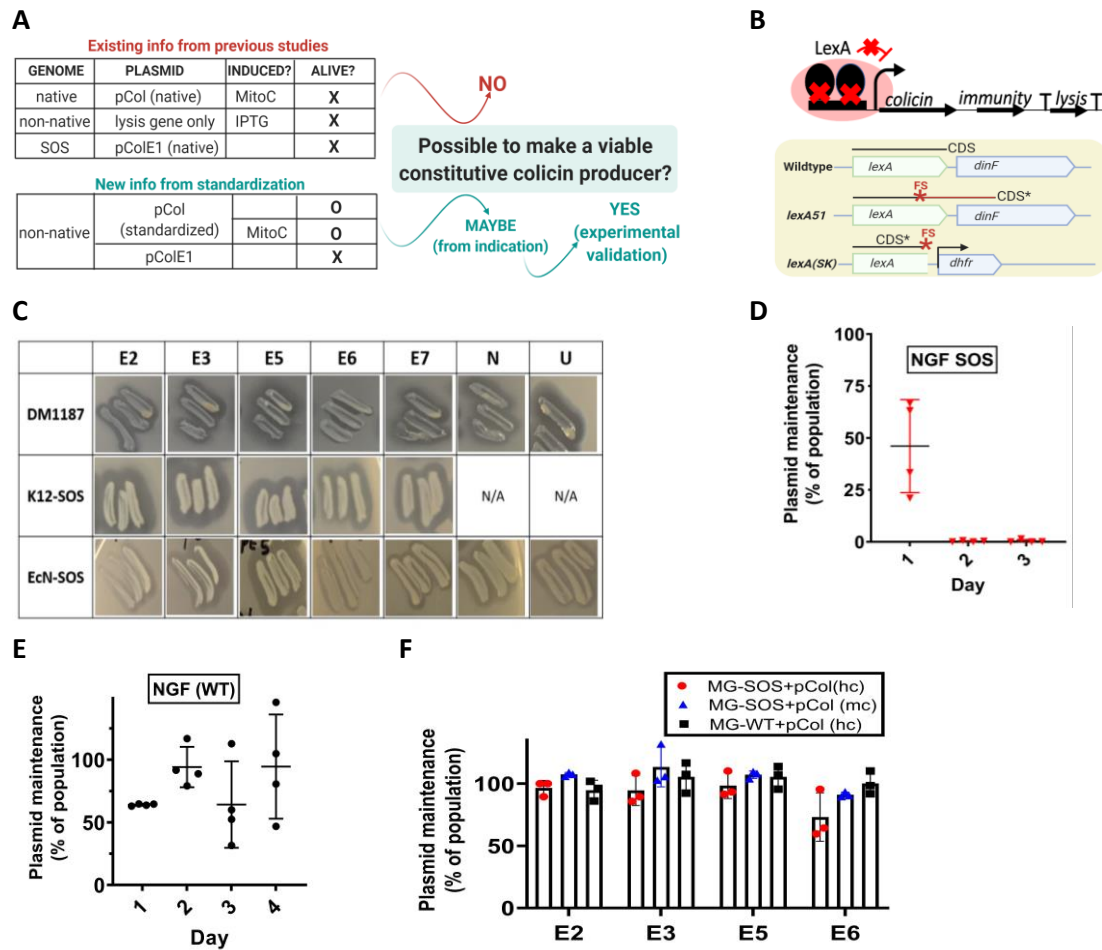 A
Existing info from previous studies
GENOME PLASMID INDUCED? ALIVE?
native pCol (native) MitoC X
non-native lysis gene only IPTG X
SOS pColE1 (native) X
New info from standardization
non-native pCol (standardized) O
MitoC O
pColE1 X
NO
Possible to make a viable
constitutive colicin producer?
MAYBE
(from indication)
YES
(experimental
validation)
B
LexA
colicin immunity T lysis T
CDS
Wildtype lexA dinF
FS CDS*
lexA51 lexA dinF
CDS* FS
lexA(SK) lexA dhfr
C
E2 E3 E5 E6 E7 N U
DM1187
K12-SOS N/A N/A
EcN-SOS
D
NGF SOS
Plasmid maintenance
(% of population)
100
75
50
25
0
1 2 3
Day
E
NGF (WT)
Plasmid maintenance
(% of population)
100
50
0
1 2 3 4
Day
F
MG-SOS+pCol(hc)
MG-SOS+pCol (mc)
MG-WT+pCol (hc)
Plasmid maintenance
(% of population)
100
50
0
E2 E3 E5 E6